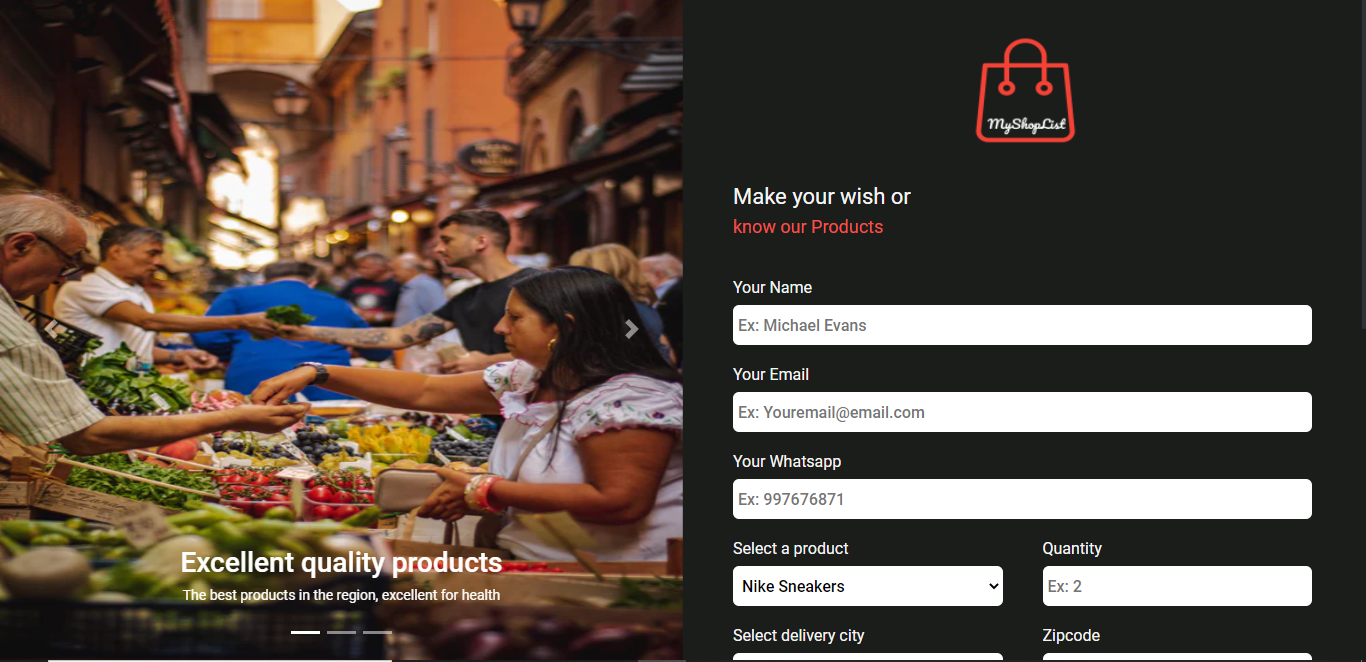 MyShopList
Make your wish or
know our Products
Your Name
Ex: Michael Evans
Your Email
Ex: Youremail@email.com
Your Whatsapp
Ex: 997676871
Select a product
Quantity
Nike Sneakers
Ex: 2
Select delivery city
Zipcode
Excellent quality products
The best products in the region, excellent for health